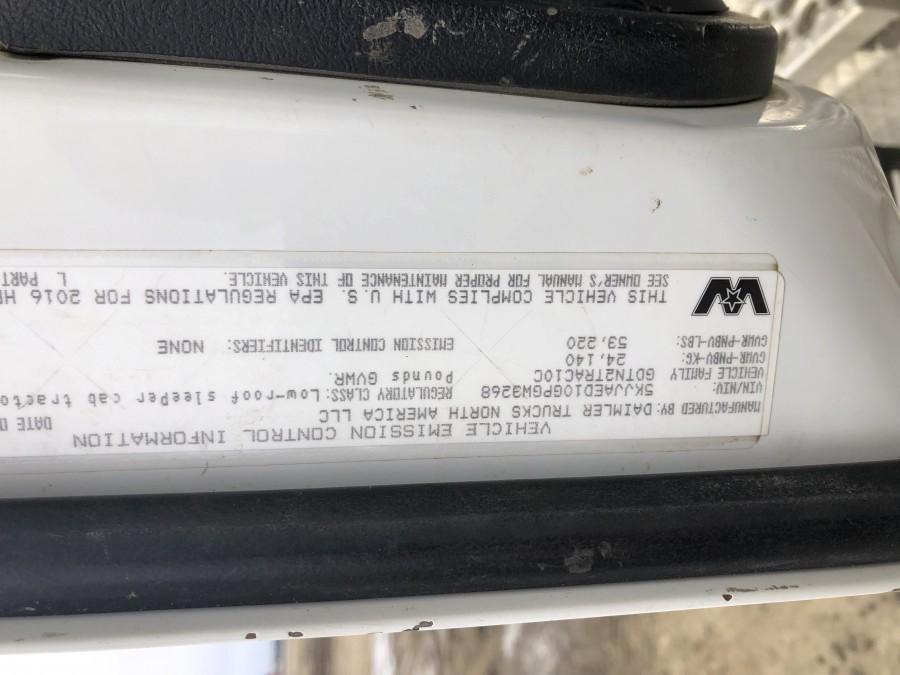 VEHICLE EMISSION CONTROL INFORMATION
MANUFACTURED BY: DAIMLER TRUCKS NORTH AMERICA LLC DATE O
VIN/NIV: 5KJJAED10GPGW3268 REGULATORY CLASS: Low-roof sleeper cab tracto
VEHICLE FAMILY GDTN2TRAC10C Pounds GVWR.
GVWR-PNBV-KG: 24,140
GVWR-PNBV-LBS: 53,220 EMISSION CONTROL IDENTIFIERS: NONE
THIS VEHICLE COMPLIES WITH U.S. EPA REGULATIONS FOR 2016 H
SEE OWNER'S MANUAL FOR PROPER MAINTENANCE OF THIS VEHICLE. L PART